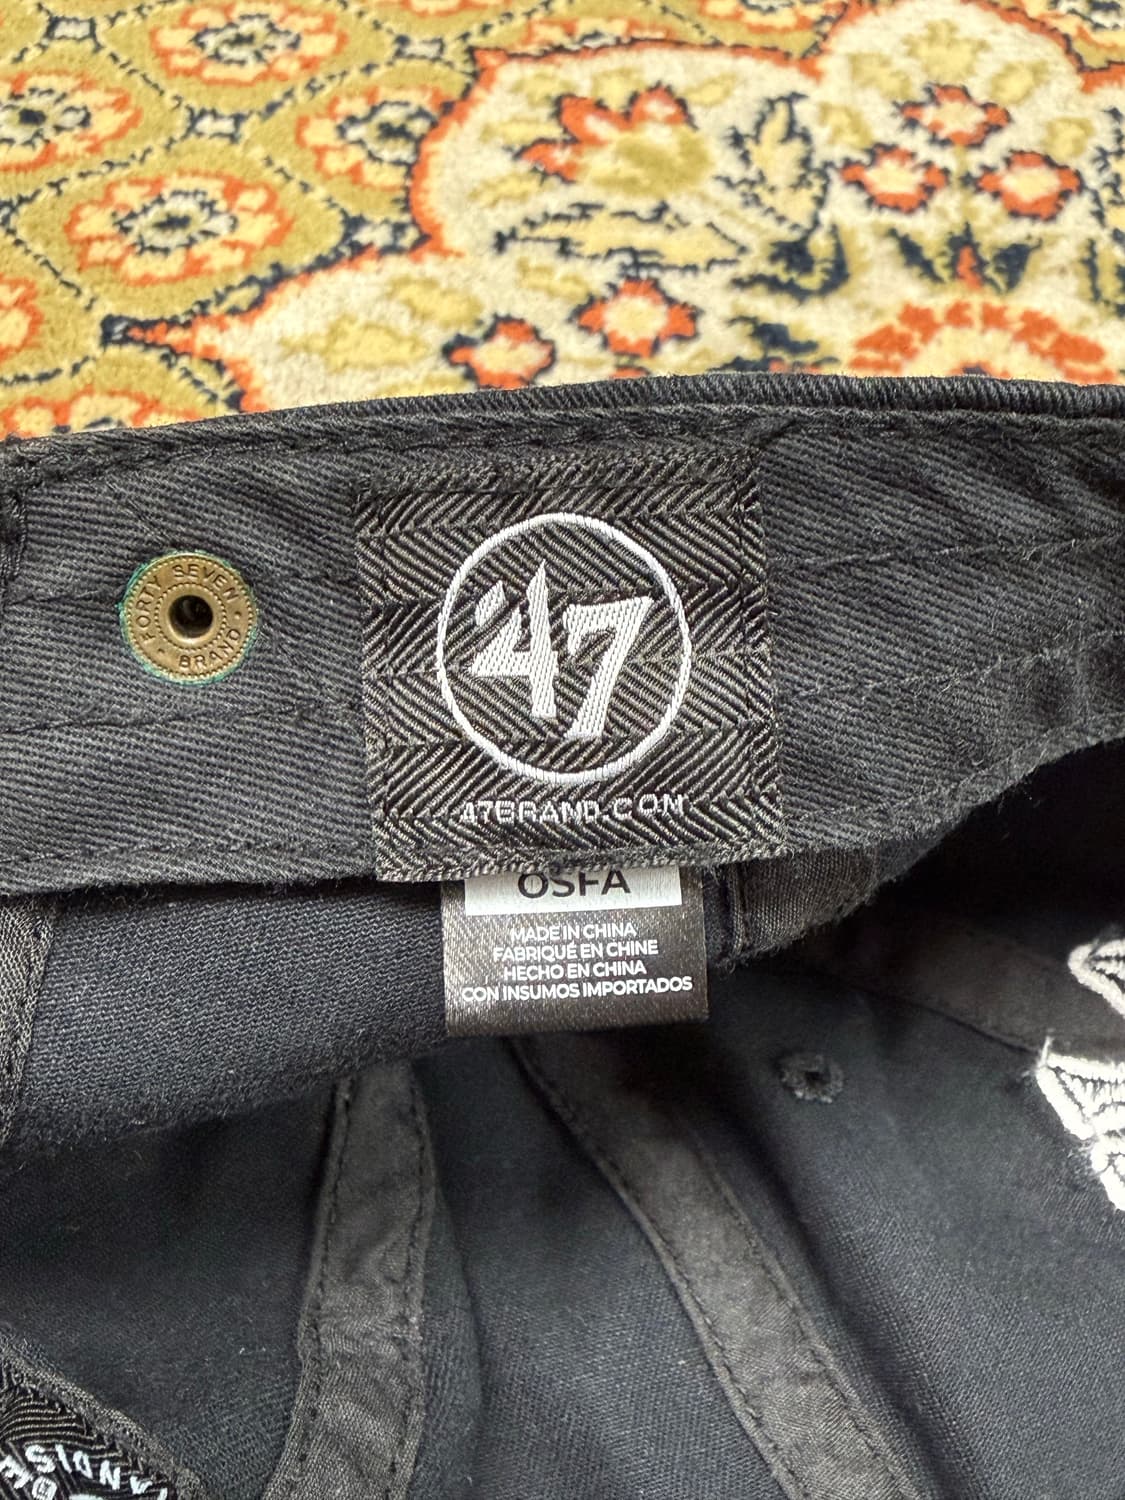 FORTY SEVEN
BRAND
'47
47BRAND.COM
OSFA
MADE IN CHINA
FABRIQUÉ EN CHINE
HECHO EN CHINA
CON INSUMOS IMPORTADOS